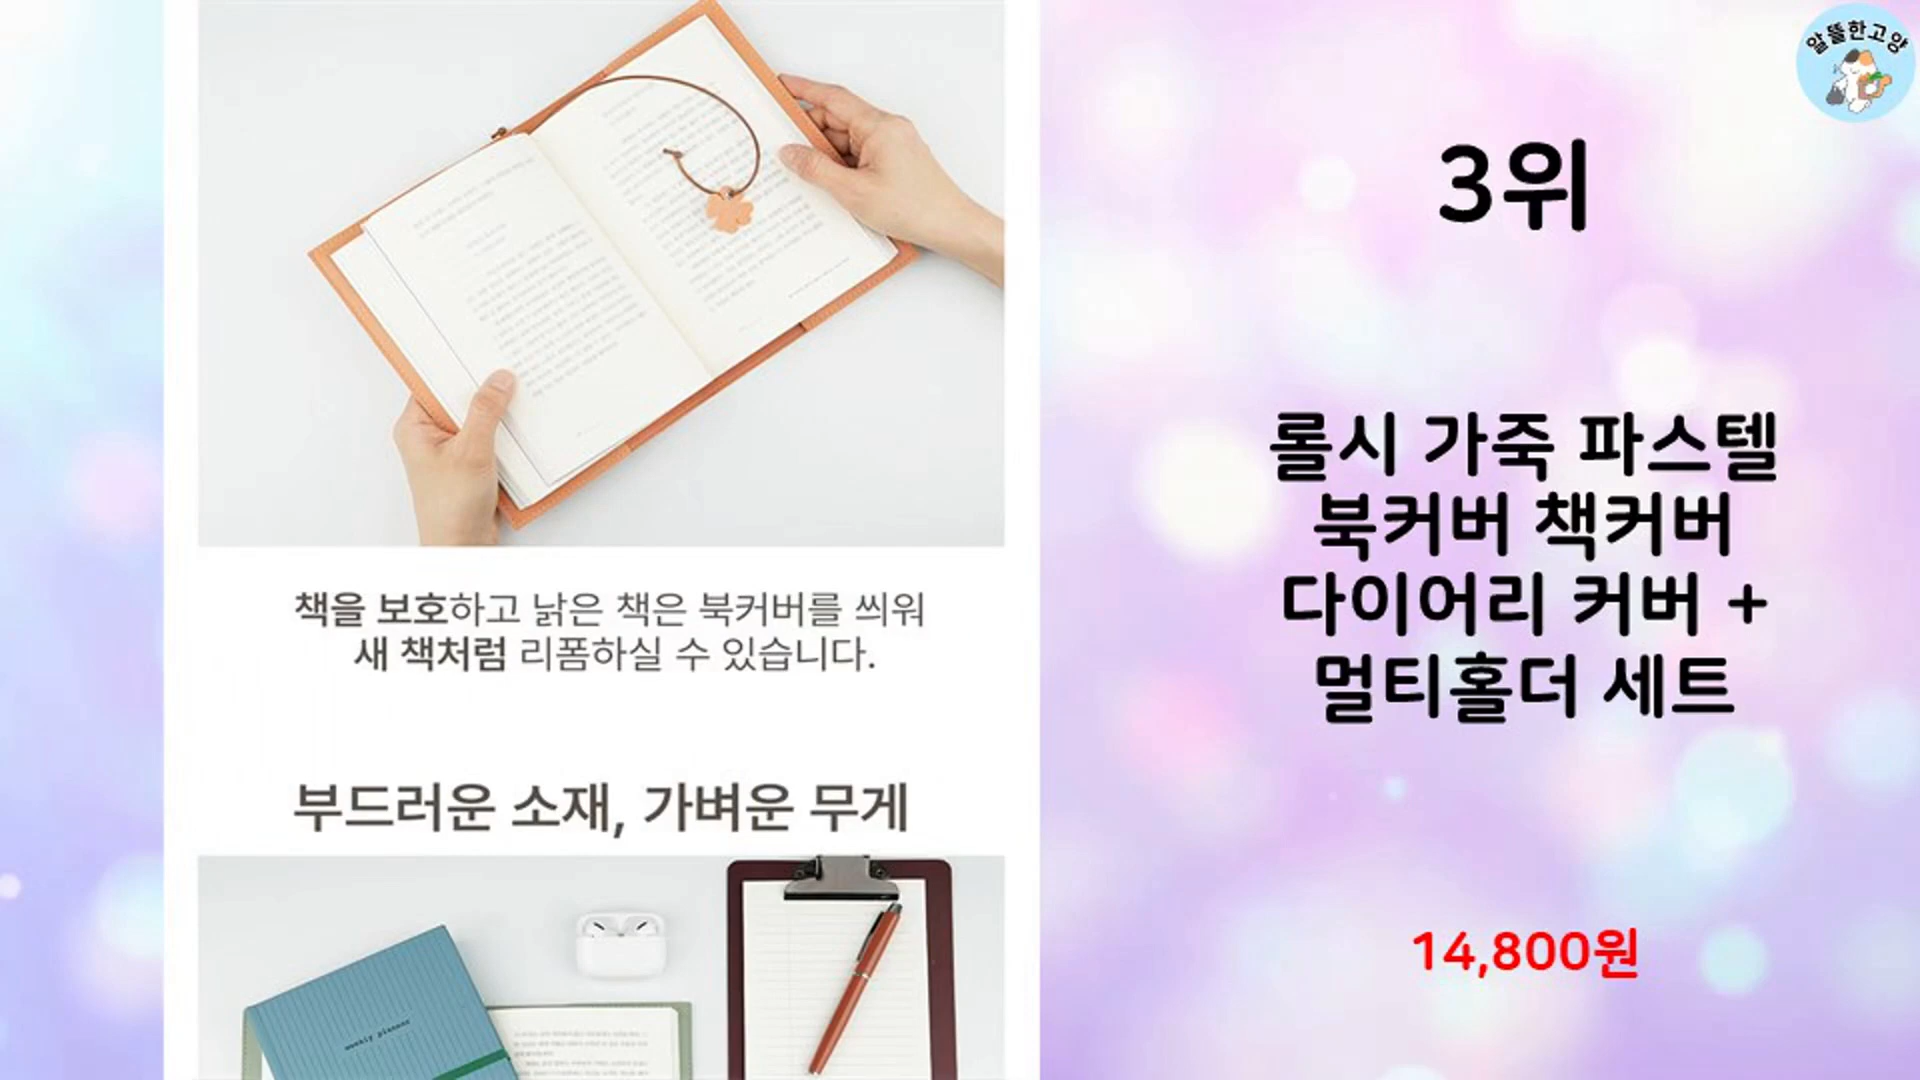 알뜰한고양
3위
롤시 가죽 파스텔
북커버 책커버
다이어리 커버 +
멀티홀더 세트
14,800원
책을 보호하고 낡은 책은 북커버를 씌워
새 책처럼 리폼하실 수 있습니다.
부드러운 소재, 가벼운 무게
weekly planner